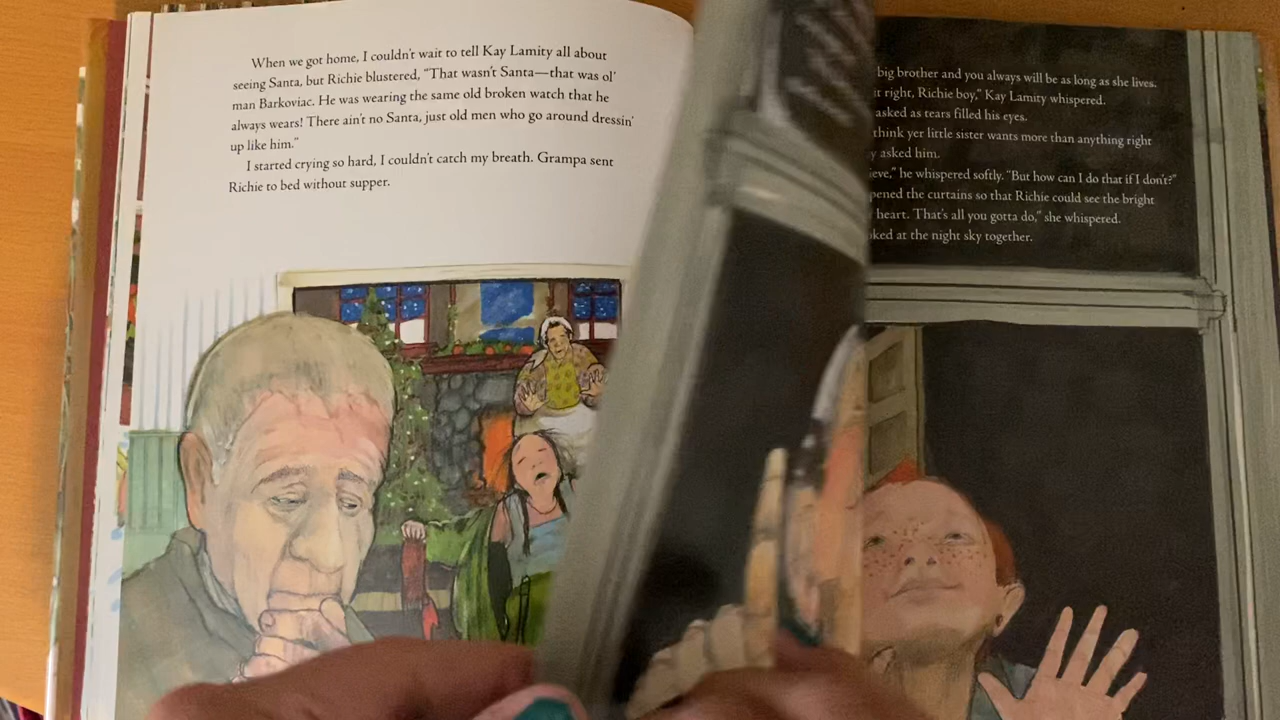 When we got home, I couldn't wait to tell Kay Lamity all about
seeing Santa, but Richie blustered, “That wasn't Santa—that was ol'
man Barkoviac. He was wearing the same old broken watch that he
always wears! There ain't no Santa, just old men who go around dressin'
up like him.”
I started crying so hard, I couldn't catch my breath. Grampa sent
Richie to bed without supper.
big brother and you always will be as long as she lives.
right, Richie boy,” Kay Lamity whispered.
asked as tears filled his eyes.
think yer little sister wants more than anything right
asked him.
he whispered softly. “But how can I do that if I don't?”
the curtains so that Richie could see the bright
heart. That's all you gotta do,” she whispered.
at the night sky together.